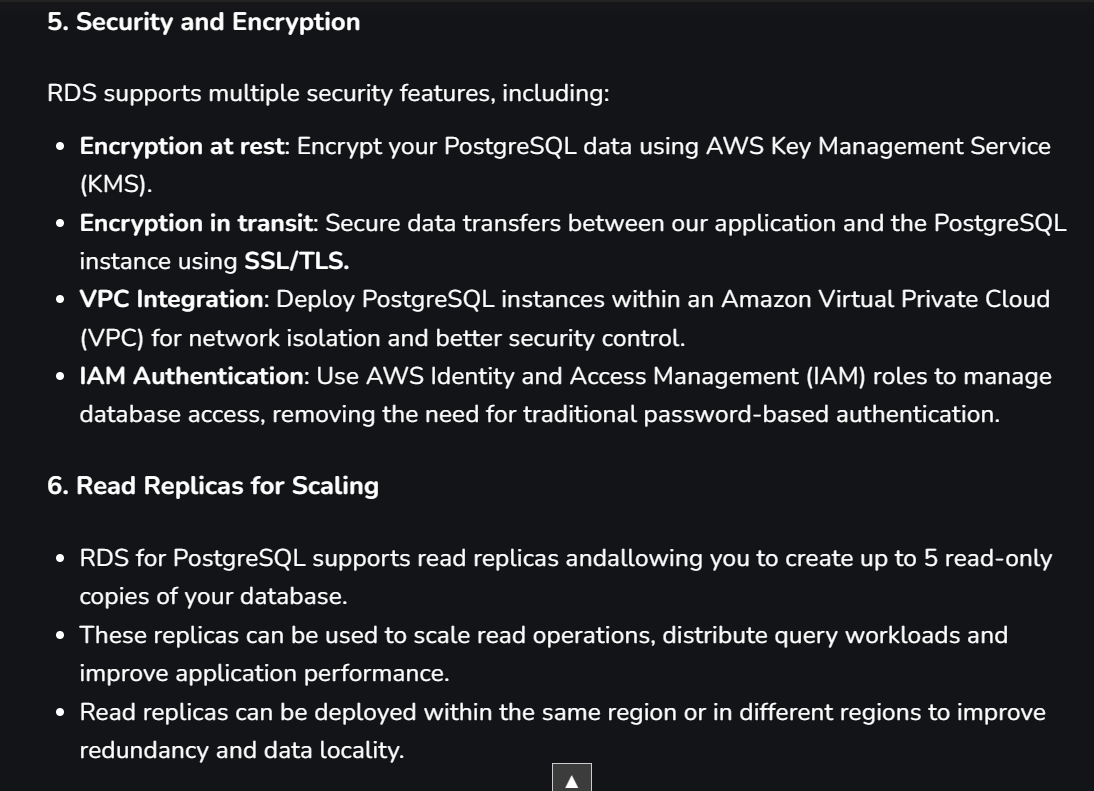 5. Security and Encryption
RDS supports multiple security features, including:
• Encryption at rest: Encrypt your PostgreSQL data using AWS Key Management Service
(KMS).
• Encryption in transit: Secure data transfers between our application and the PostgreSQL
instance using SSL/TLS.
• VPC Integration: Deploy PostgreSQL instances within an Amazon Virtual Private Cloud
(VPC) for network isolation and better security control.
• IAM Authentication: Use AWS Identity and Access Management (IAM) roles to manage
database access, removing the need for traditional password-based authentication.
6. Read Replicas for Scaling
• RDS for PostgreSQL supports read replicas andallowing you to create up to 5 read-only
copies of your database.
• These replicas can be used to scale read operations, distribute query workloads and
improve application performance.
• Read replicas can be deployed within the same region or in different regions to improve
redundancy and data locality.